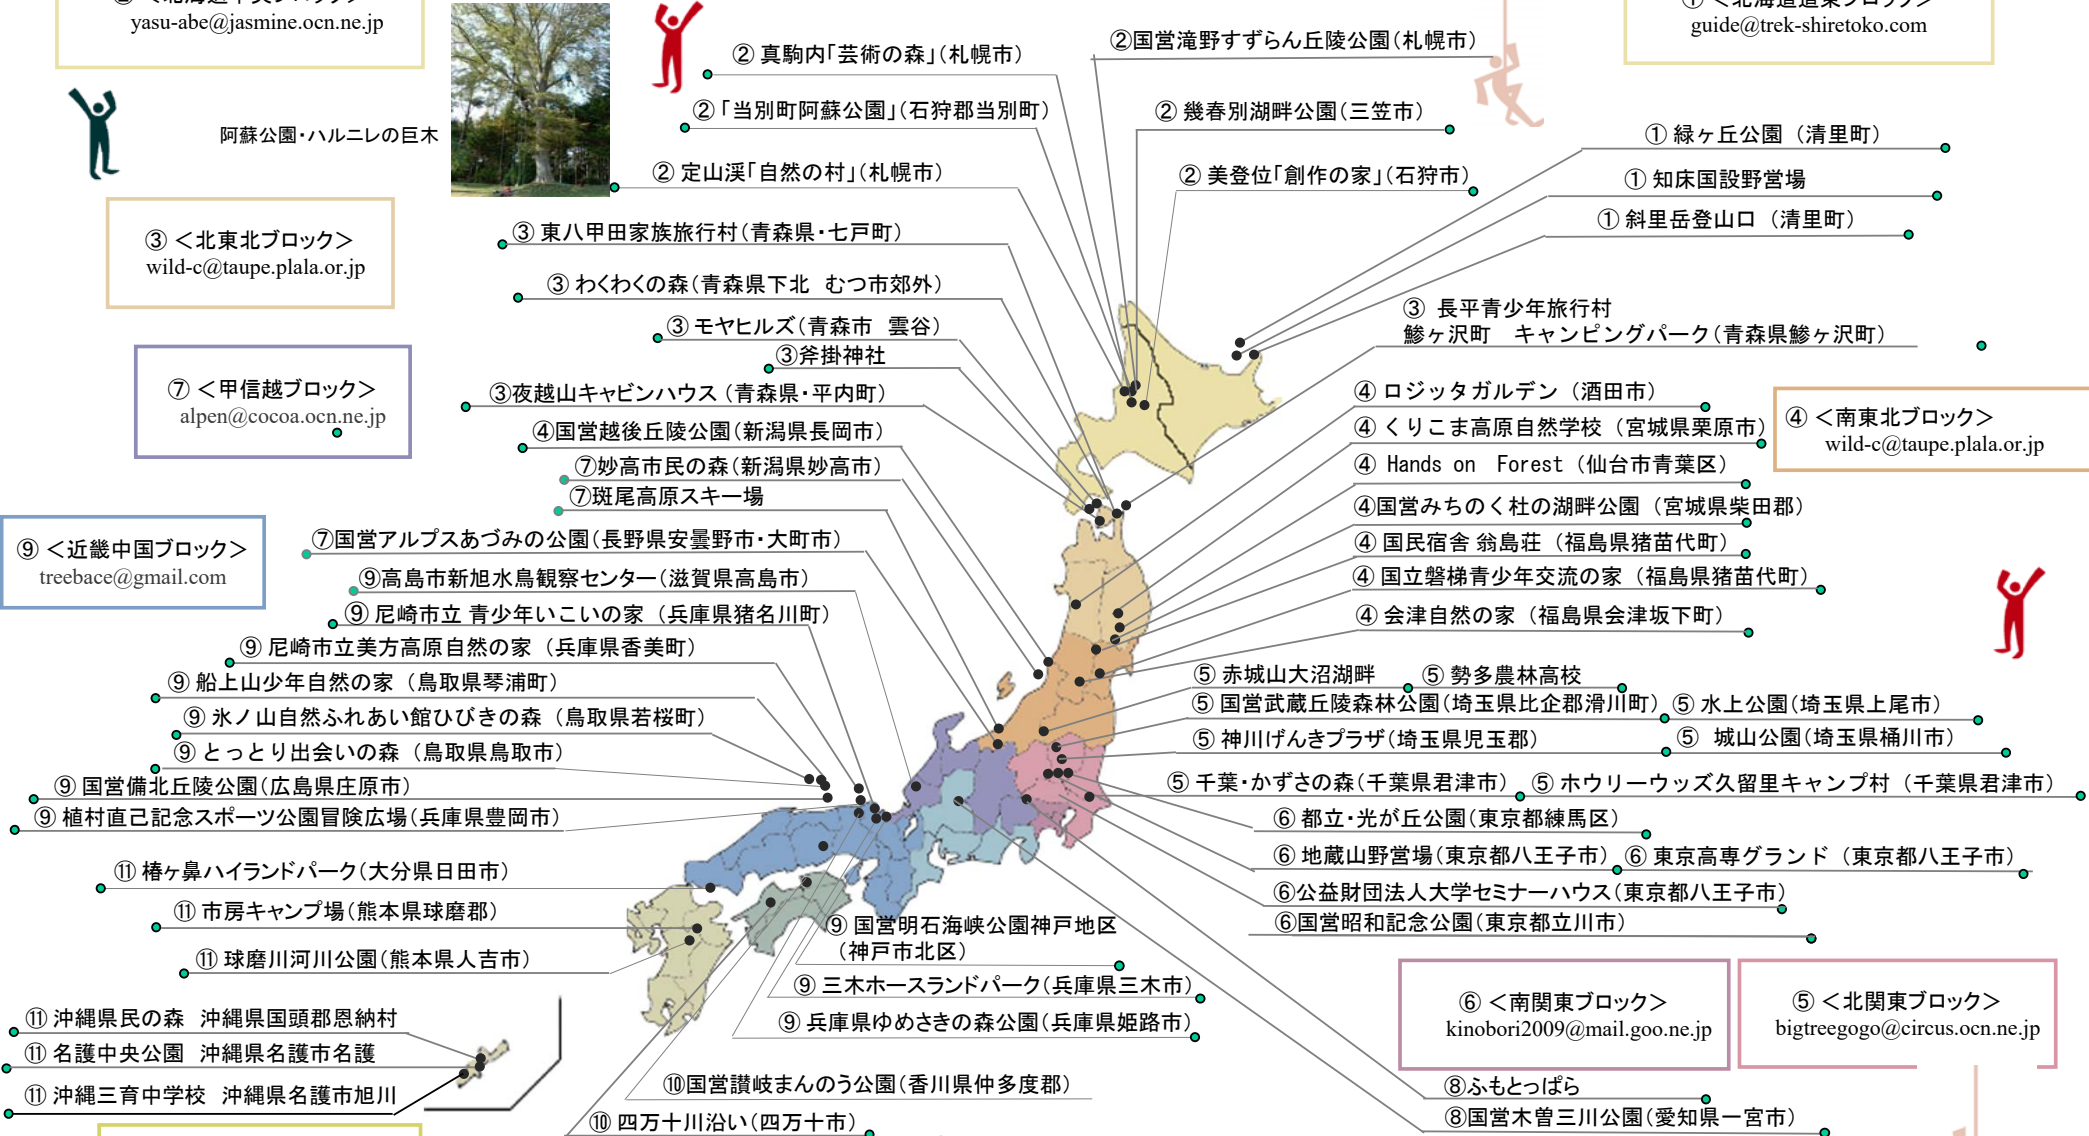 yasu-abe@jasmine.ocn.ne.jp
guide@trek-shiretoko.com
② 真駒内「芸術の森」(札幌市)
②国営滝野すずらん丘陵公園(札幌市)
②「当別町阿蘇公園」(石狩郡当別町)
② 幾春別湖畔公園(三笠市)
阿蘇公園・ハルニレの巨木
① 緑ヶ丘公園 (清里町)
② 定山渓「自然の村」(札幌市)
② 美登位「創作の家」(石狩市)
① 知床国設野営場
① 斜里岳登山口 (清里町)
③ <北東北ブロック>
wild-c@taupe.plala.or.jp
③ 東八甲田家族旅行村(青森県・七戸町)
③ わくわくの森(青森県下北 むつ市郊外)
③ モヤヒルズ(青森市 雲谷)
③斧掛神社
③夜越山キャビンハウス (青森県・平内町)
③ 長平青少年旅行村
鰺ヶ沢町 キャンピングパーク(青森県鰺ヶ沢町)
⑦ <甲信越ブロック>
alpen@cocoa.ocn.ne.jp
④国営越後丘陵公園(新潟県長岡市)
⑦妙高市民の森(新潟県妙高市)
⑦斑尾高原スキー場
⑦国営アルプスあづみの公園(長野県安曇野市・大町市)
④ ロジッタガルデン (酒田市)
④ くりこま高原自然学校 (宮城県栗原市)
④ Hands on Forest (仙台市青葉区)
④国営みちのく杜の湖畔公園 (宮城県柴田郡)
④ 国民宿舎 翁島荘 (福島県猪苗代町)
④ 国立磐梯青少年交流の家 (福島県猪苗代町)
④ 会津自然の家 (福島県会津坂下町)
④ <南東北ブロック>
wild-c@taupe.plala.or.jp
⑨ <近畿中国ブロック>
treebace@gmail.com
⑨高島市新旭水鳥観察センター(滋賀県高島市)
⑨ 尼崎市立 青少年いこいの家 (兵庫県猪名川町)
⑨ 尼崎市立美方高原自然の家 (兵庫県香美町)
⑨ 船上山少年自然の家 (鳥取県琴浦町)
⑨ 氷ノ山自然ふれあい館ひびきの森 (鳥取県若桜町)
⑨ とっとり出会いの森 (鳥取県鳥取市)
⑨ 国営備北丘陵公園(広島県庄原市)
⑨ 植村直己記念スポーツ公園冒険広場(兵庫県豊岡市)
⑤ 赤城山大沼湖畔 ⑤ 勢多農林高校
⑤ 国営武蔵丘陵森林公園(埼玉県比企郡滑川町) ⑤ 水上公園(埼玉県上尾市)
⑤ 神川げんきプラザ(埼玉県児玉郡) ⑤ 城山公園(埼玉県桶川市)
⑤ 千葉・かずさの森(千葉県君津市) ⑤ ホウリーウッズ久留里キャンプ村 (千葉県君津市)
⑥ 都立・光が丘公園(東京都練馬区)
⑥ 地蔵山野営場(東京都八王子市) ⑥ 東京高専グランド (東京都八王子市)
⑥公益財団法人大学セミナーハウス(東京都八王子市)
⑥国営昭和記念公園(東京都立川市)
⑪ 椿ヶ鼻ハイランドパーク(大分県日田市)
⑪ 市房キャンプ場(熊本県球磨郡)
⑪ 球磨川河川公園(熊本県人吉市)
⑨ 国営明石海峡公園神戸地区
(神戸市北区)
⑨ 三木ホースランドパーク(兵庫県三木市)
⑨ 兵庫県ゆめさきの森公園(兵庫県姫路市)
⑪ 沖縄県民の森 沖縄県国頭郡恩納村
⑪ 名護中央公園 沖縄県名護市名護
⑪ 沖縄三育中学校 沖縄県名護市旭川
⑩国営讃岐まんのう公園(香川県仲多度郡)
⑩ 四万十川沿い(四万十市)
⑥ <南関東ブロック>
kinobori2009@mail.goo.ne.jp
⑤ <北関東ブロック>
bigtreegogo@circus.ocn.ne.jp
⑧ふもとっぱら
⑧国営木曽三川公園(愛知県一宮市)